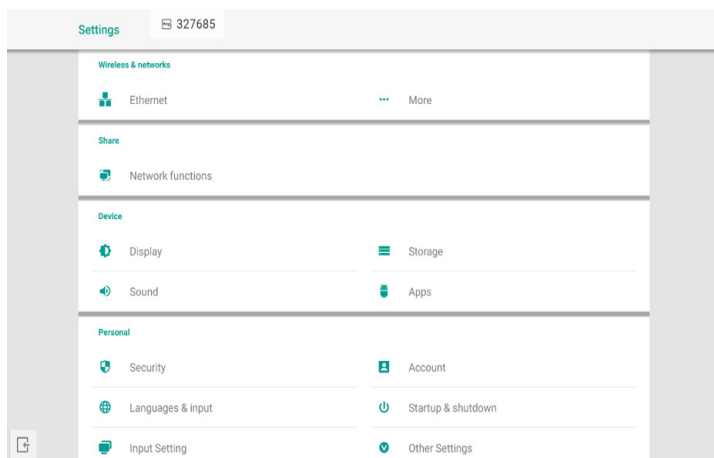 Settings
327685
Wireless & networks
Ethernet
More
Share
Network functions
Device
Display
Storage
Sound
Apps
Personal
Security
Account
Languages & input
Startup & shutdown
Input Setting
Other Settings